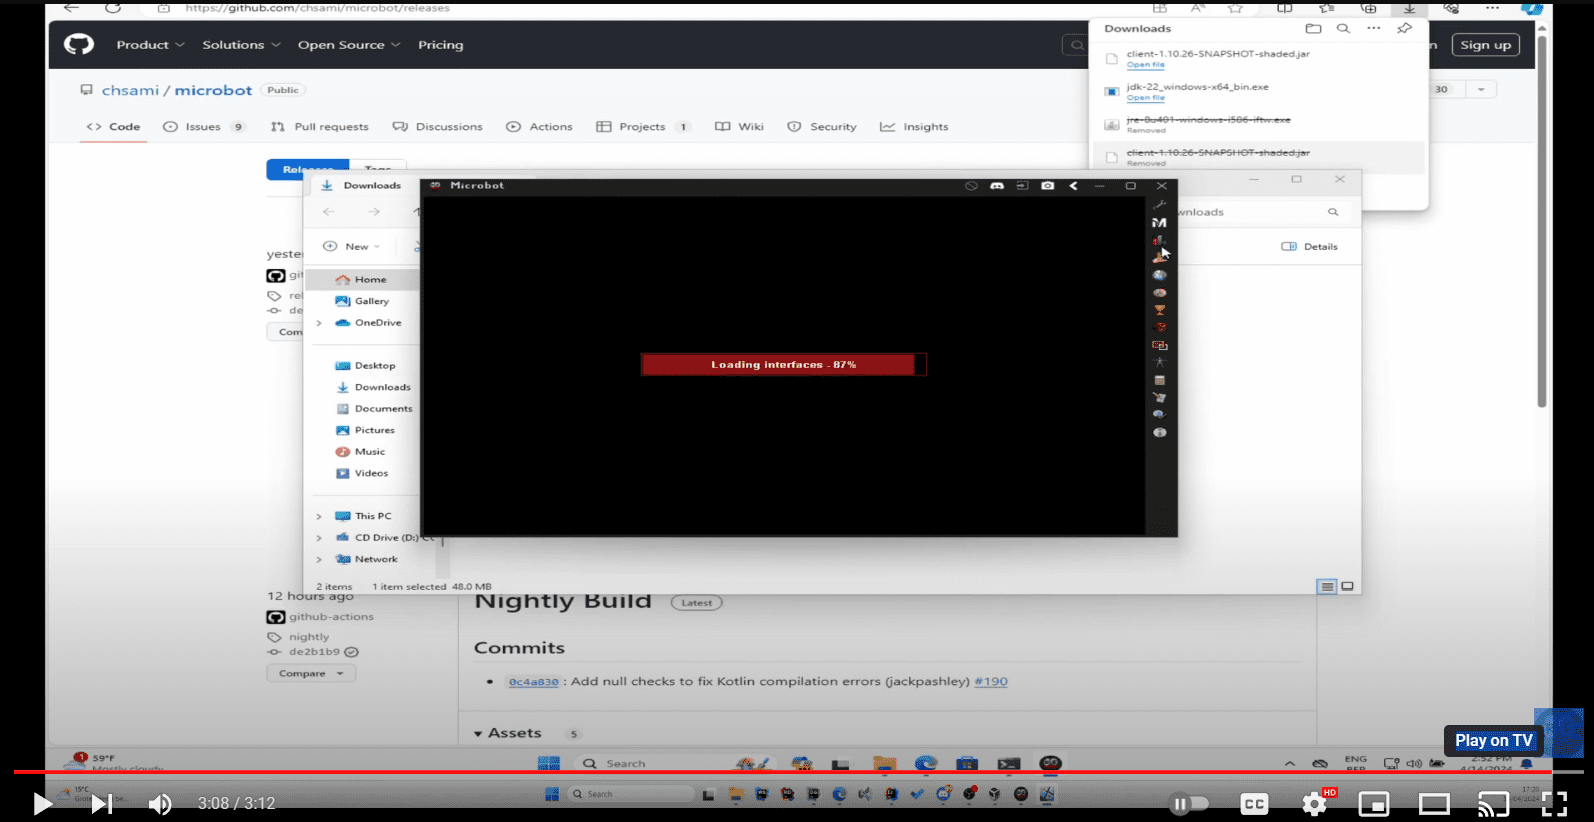 https://github.com/chsami/microbot/releases
Product Solutions Open Source Pricing
Sign up
Downloads
client-1.10.26-SNAPSHOT-shaded.jar
Open file
jdk-22_windows-x64_bin.exe
Open file
jre-8u401-windows-i586-iftw.exe
Removed
client-1.10.26-SNAPSHOT-shaded.jar
Removed
chsami / microbot Public
30
Code Issues 9 Pull requests Discussions Actions Projects 1 Wiki Security Insights
Downloads
Microbot
New
Details
Home
Gallery
OneDrive
Desktop
Downloads
Documents
Pictures
Music
Videos
This PC
CD Drive (D:)
Network
Loading interfaces - 87%
2 items 1 item selected 48.0 MB
12 hours ago
github-actions
nightly
de2b1b9
Compare
Nightly Build Latest
Commits
0c4a830 : Add null checks to fix Kotlin compilation errors (jackpashley) #190
Assets 5
Play on TV
1
59°F
Mostly cloudy
Search
ENG
2:52 PM
4/14/2024
15°C
Search
3:08 / 3:12
CC
HD